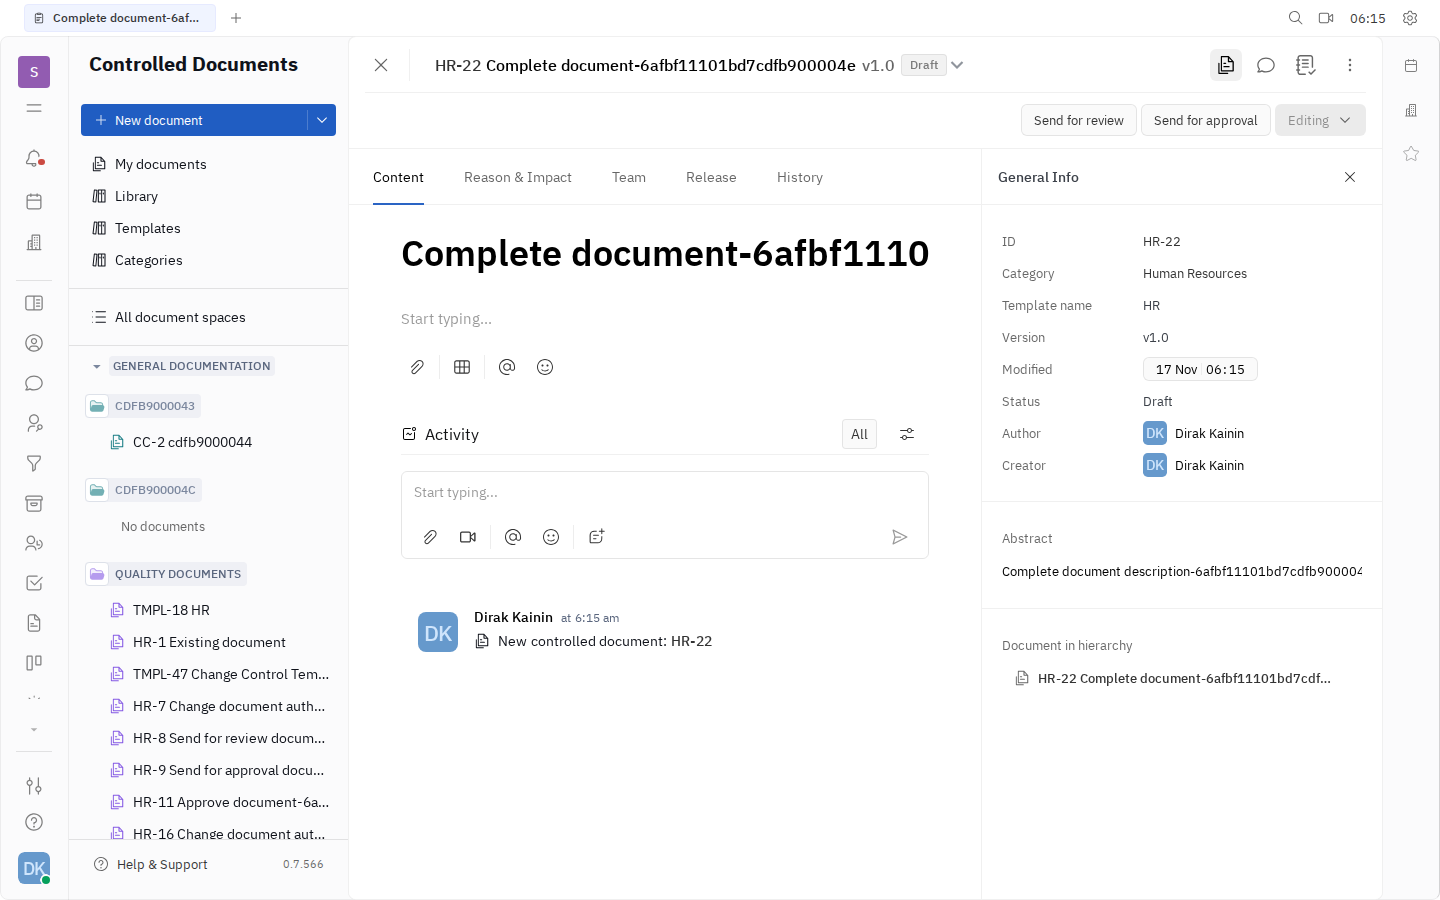 Complete document-6af...
06:15
S
Controlled Documents
New document
My documents
Library
Templates
Categories
All document spaces
GENERAL DOCUMENTATION
CDFB9000043
CC-2 cdfb9000044
CDFB900004C
No documents
QUALITY DOCUMENTS
TMPL-18 HR
HR-1 Existing document
TMPL-47 Change Control Tem...
HR-7 Change document auth...
HR-8 Send for review docum...
HR-9 Send for approval docu...
HR-11 Approve document-6a...
HR-16 Change document aut...
Help & Support
0.7.566
DK
HR-22 Complete document-6afbf11101bd7cdfb900004e v1.0 Draft
Send for review
Send for approval
Editing
Content
Reason & Impact
Team
Release
History
Complete document-6afbf1110
Start typing...
Activity
All
Start typing...
DK
Dirak Kainin at 6:15 am
New controlled document: HR-22
General Info
ID HR-22
Category Human Resources
Template name HR
Version v1.0
Modified 17 Nov 06:15
Status Draft
Author DK Dirak Kainin
Creator DK Dirak Kainin
Abstract
Complete document description-6afbf11101bd7cdfb900004
Document in hierarchy
HR-22 Complete document-6afbf11101bd7cdf...